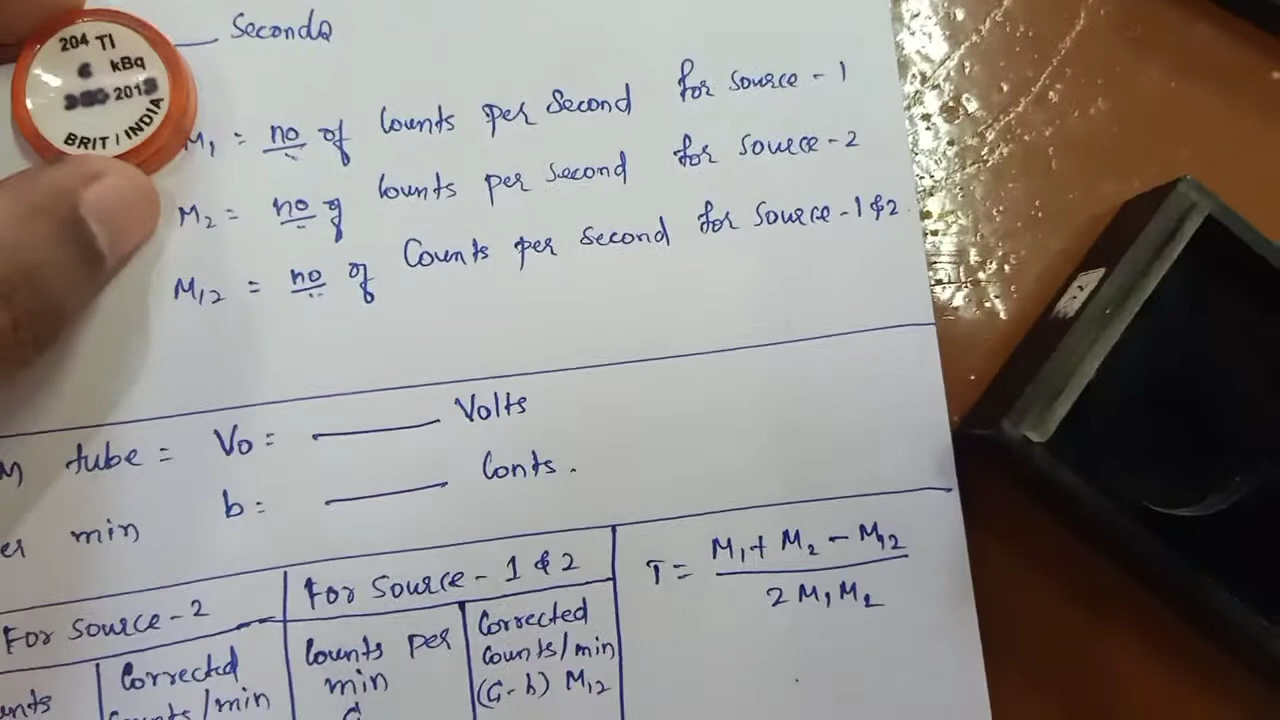 204 Tl
6 kBq
2013
BRIT / INDIA
Seconds
M1 = no of Counts per Second for source - 1
M2 = no of Counts per second for source - 2
M12 = no of Counts per second for source - 1 & 2
tube = V0 = Volts
min b = Conts.
For source - 2
For source - 1 & 2
T = M1 + M2 - M12 / 2 M1 M2
Corrected
Counts per
min
Corrected
Counts/min
(G-b) M12
/min